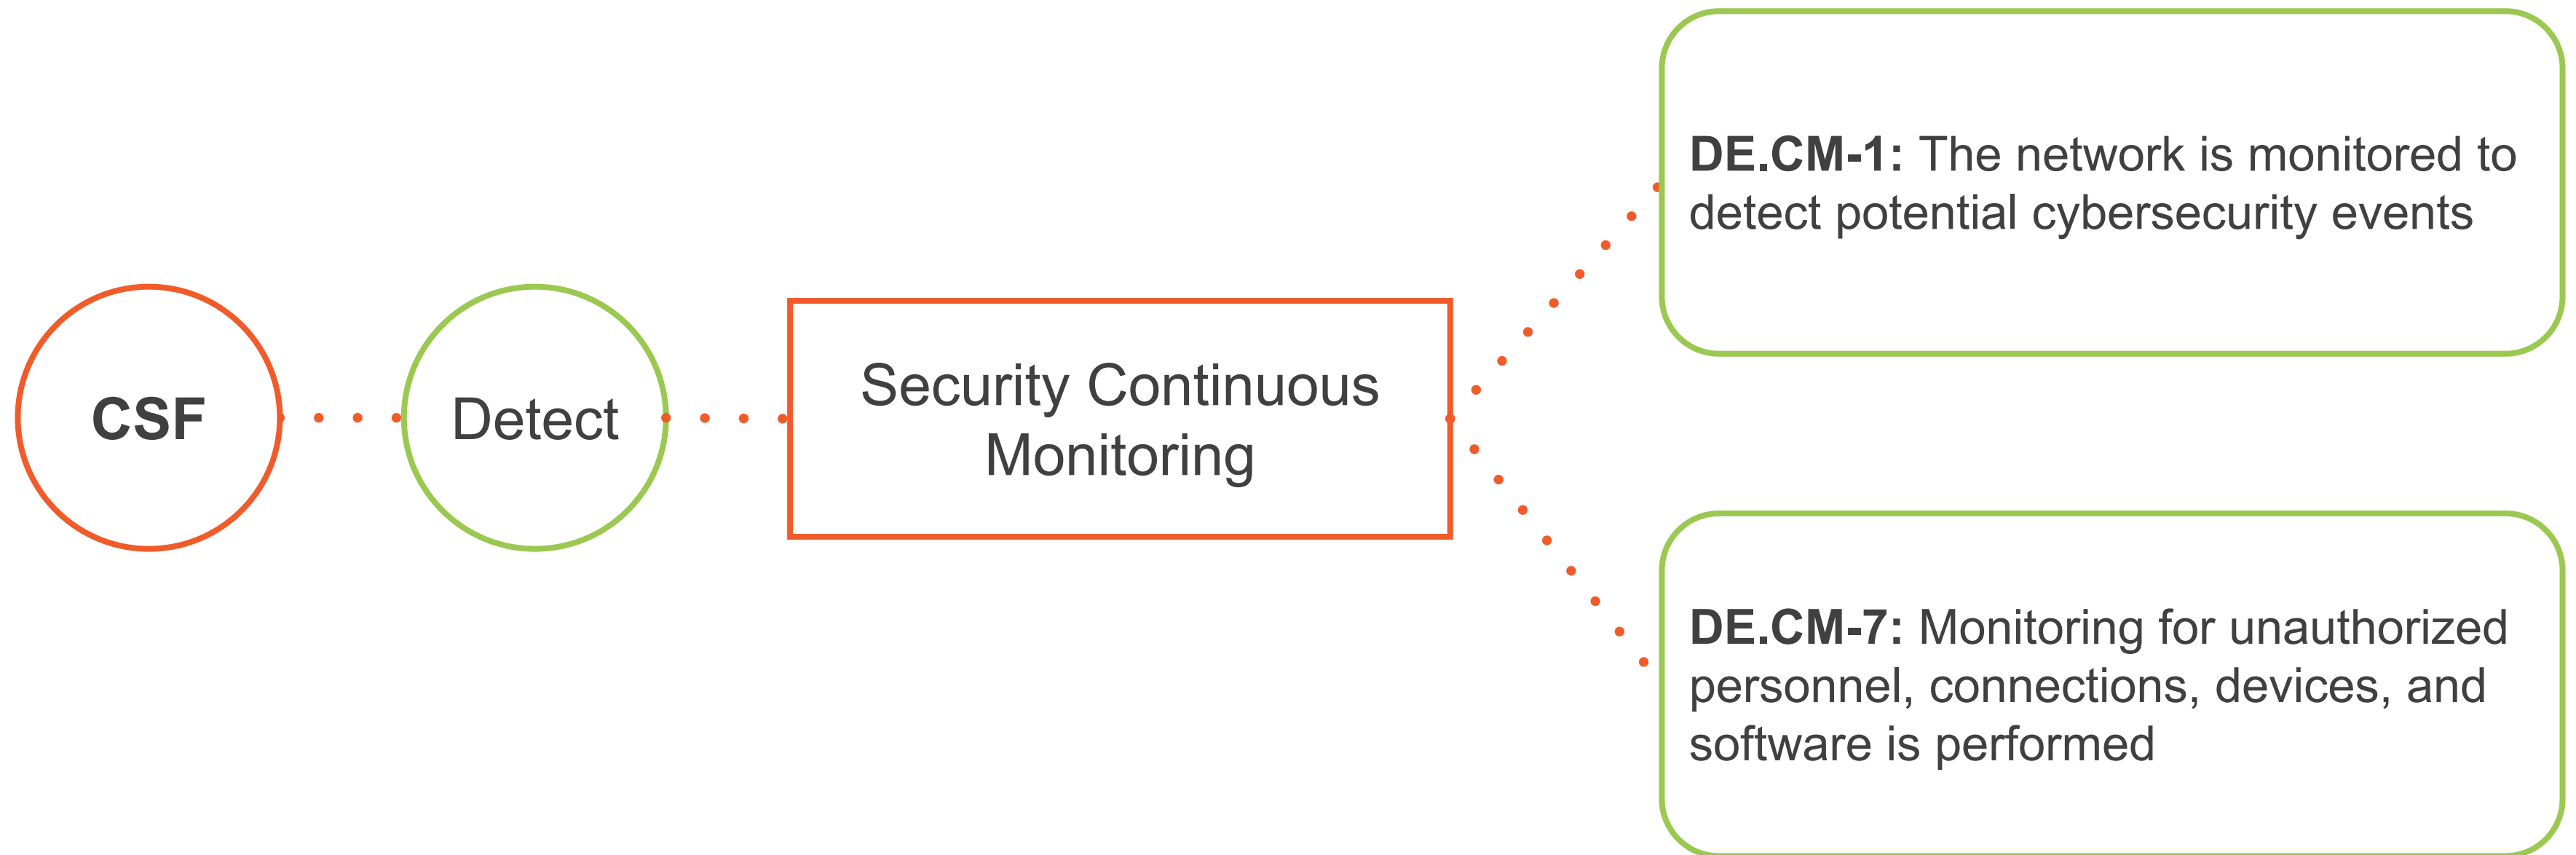 CSF
Detect
Security Continuous
Monitoring
DE.CM-1: The network is monitored to
detect potential cybersecurity events
DE.CM-7: Monitoring for unauthorized
personnel, connections, devices, and
software is performed